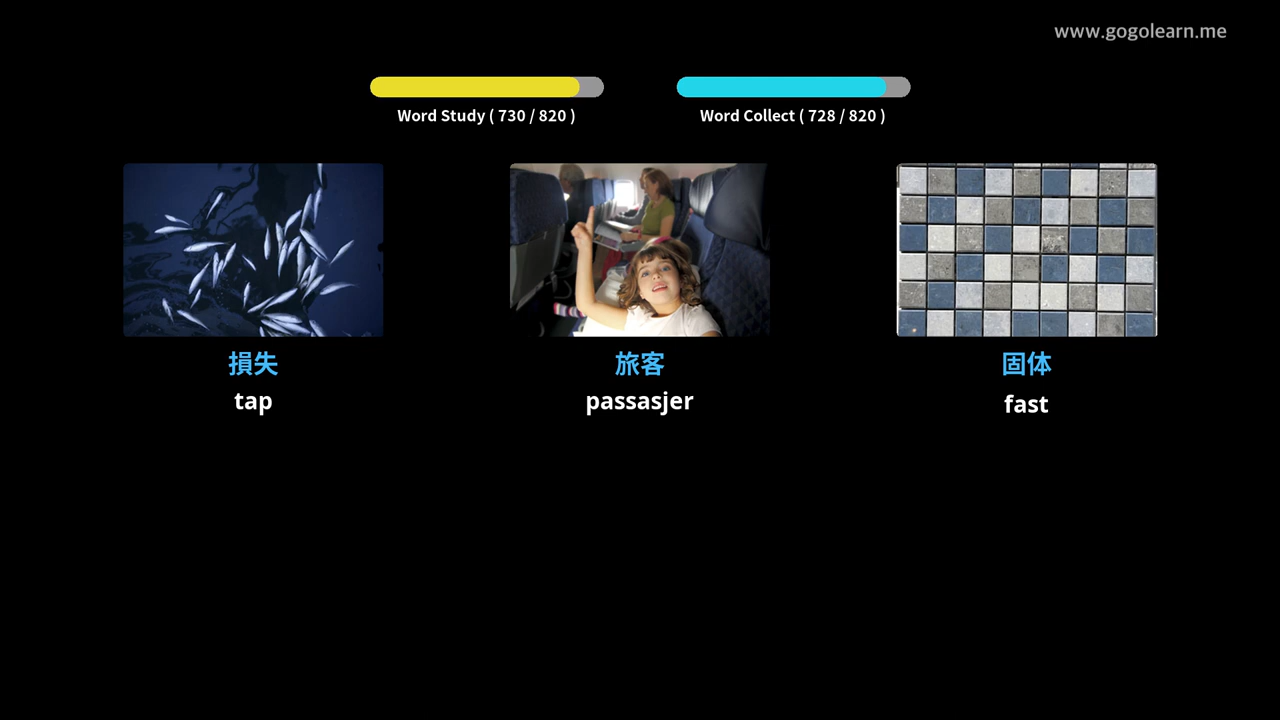 www.gogolearn.me
Word Study ( 730 / 820 )
Word Collect ( 728 / 820 )
損失
旅客
固体
tap
passasjer
fast